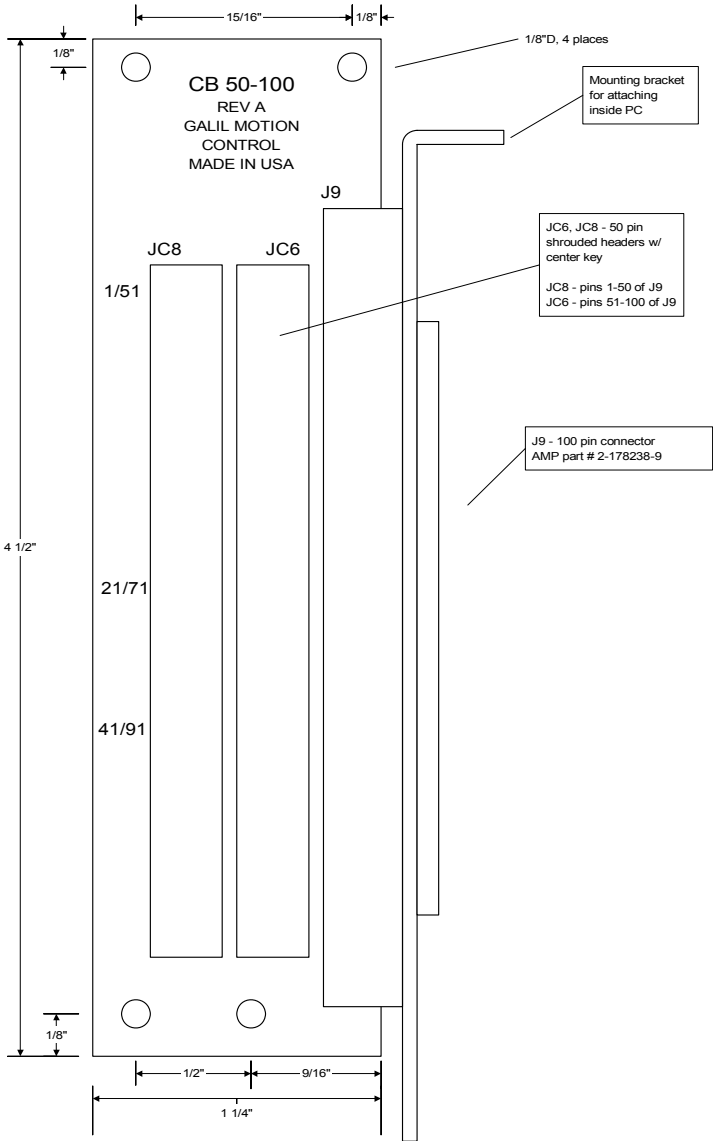 15/16"
1/8"
1/8"
1/8"D, 4 places
CB 50-100
REV A
GALIL MOTION
CONTROL
MADE IN USA
Mounting bracket
for attaching
inside PC
J9
JC8
JC6
JC6, JC8 - 50 pin
shrouded headers w/
center key
JC8 - pins 1-50 of J9
JC6 - pins 51-100 of J9
1/51
J9 - 100 pin connector
AMP part # 2-178238-9
4 1/2"
21/71
41/91
1/8"
1/2"
9/16"
1 1/4"